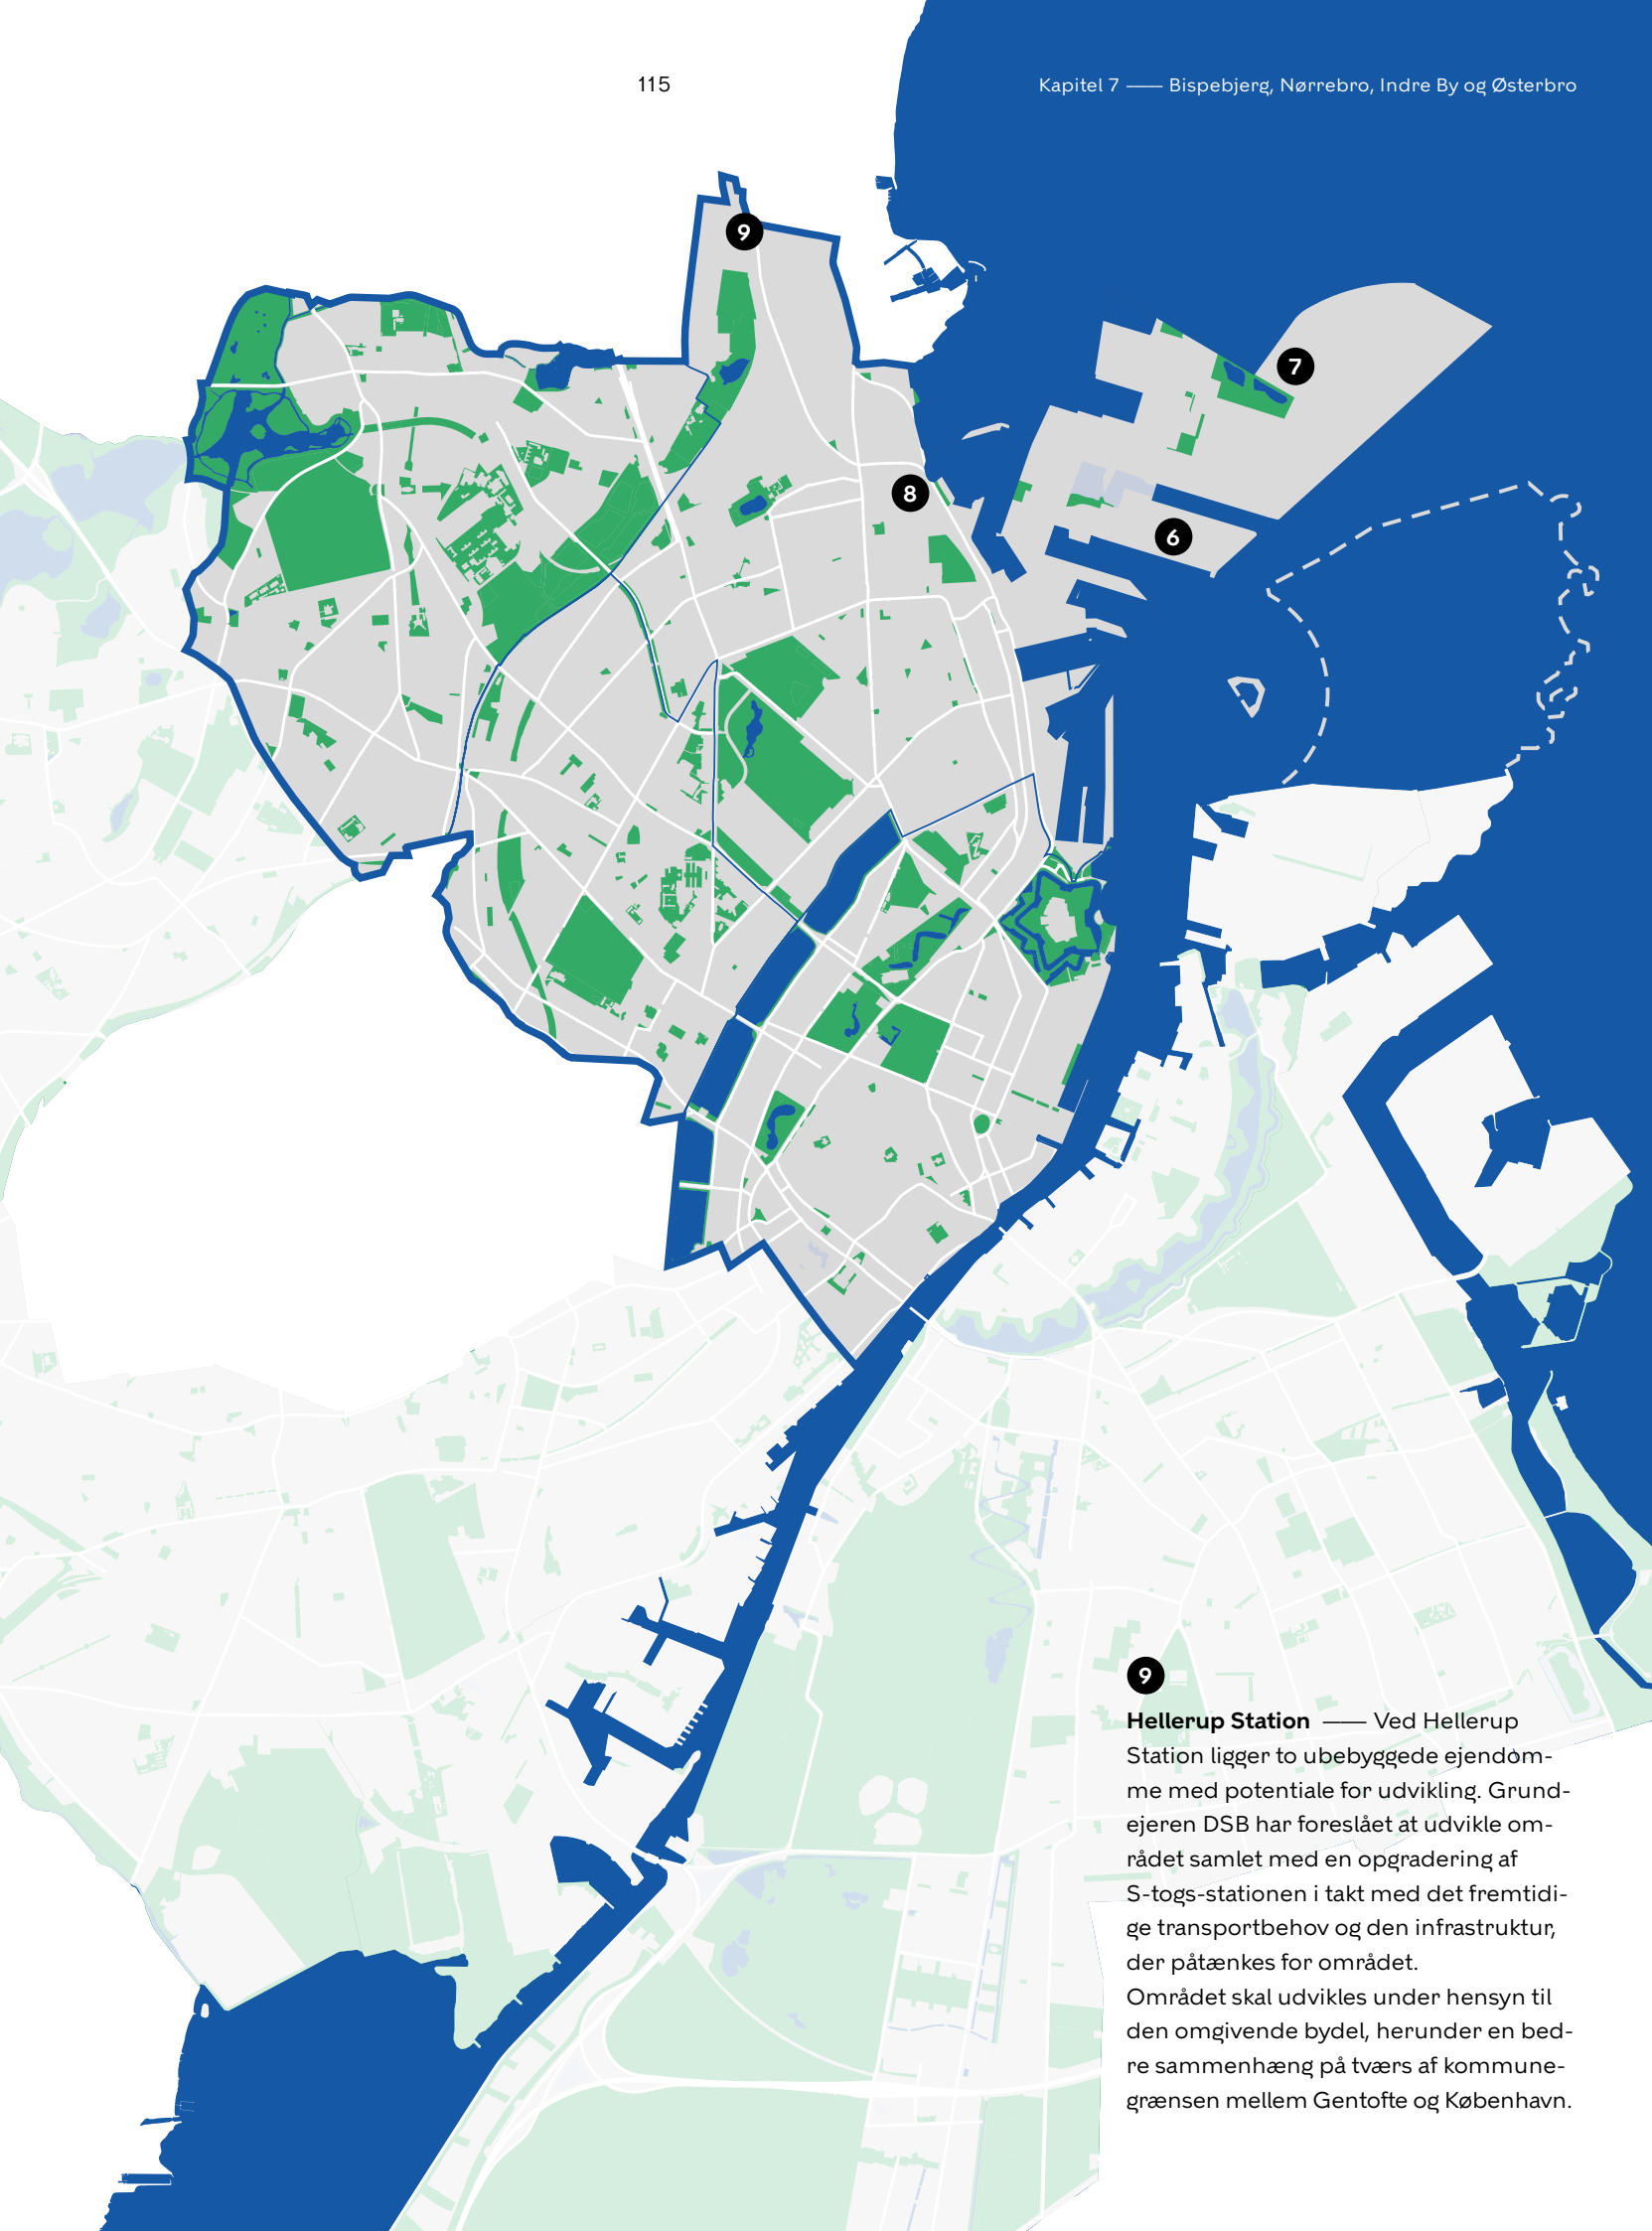 115
Kapitel 7 —— Bispebjerg, Nørrebro, Indre By og Østerbro
9
7
8
6
9
Hellerup Station —— Ved Hellerup
Station ligger to ubebyggede ejendom-
me med potentiale for udvikling. Grund-
ejeren DSB har foreslået at udvikle om-
rådet samlet med en opgradering af
S-togs-stationen i takt med det fremtidi-
ge transportbehov og den infrastruktur,
der påtænkes for området.
Området skal udvikles under hensyn til
den omgivende bydel, herunder en bed-
re sammenhæng på tværs af kommune-
grænsen mellem Gentofte og København.